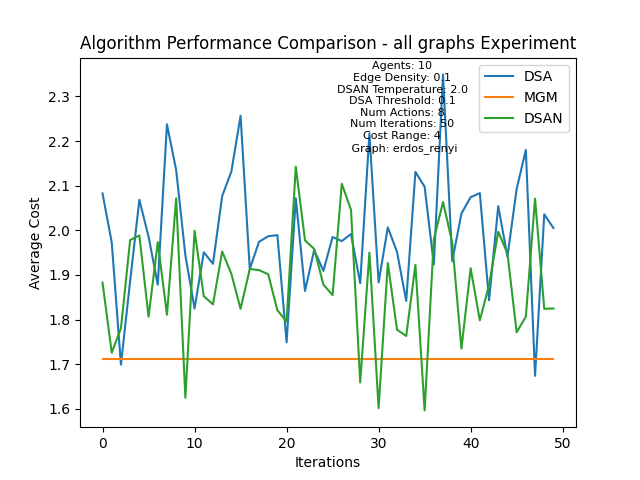 Algorithm Performance Comparison - all graphs Experiment
Agents: 10
Edge Density: 0.1
DSAN Temperature: 2.0
DSA Threshold: 0.1
Num Actions: 8
Num Iterations: 50
Cost Range: 4
Graph: erdos_renyi
DSA
MGM
DSAN
Average Cost
2.3
2.2
2.1
2.0
1.9
1.8
1.7
1.6
0 10 20 30 40 50
Iterations